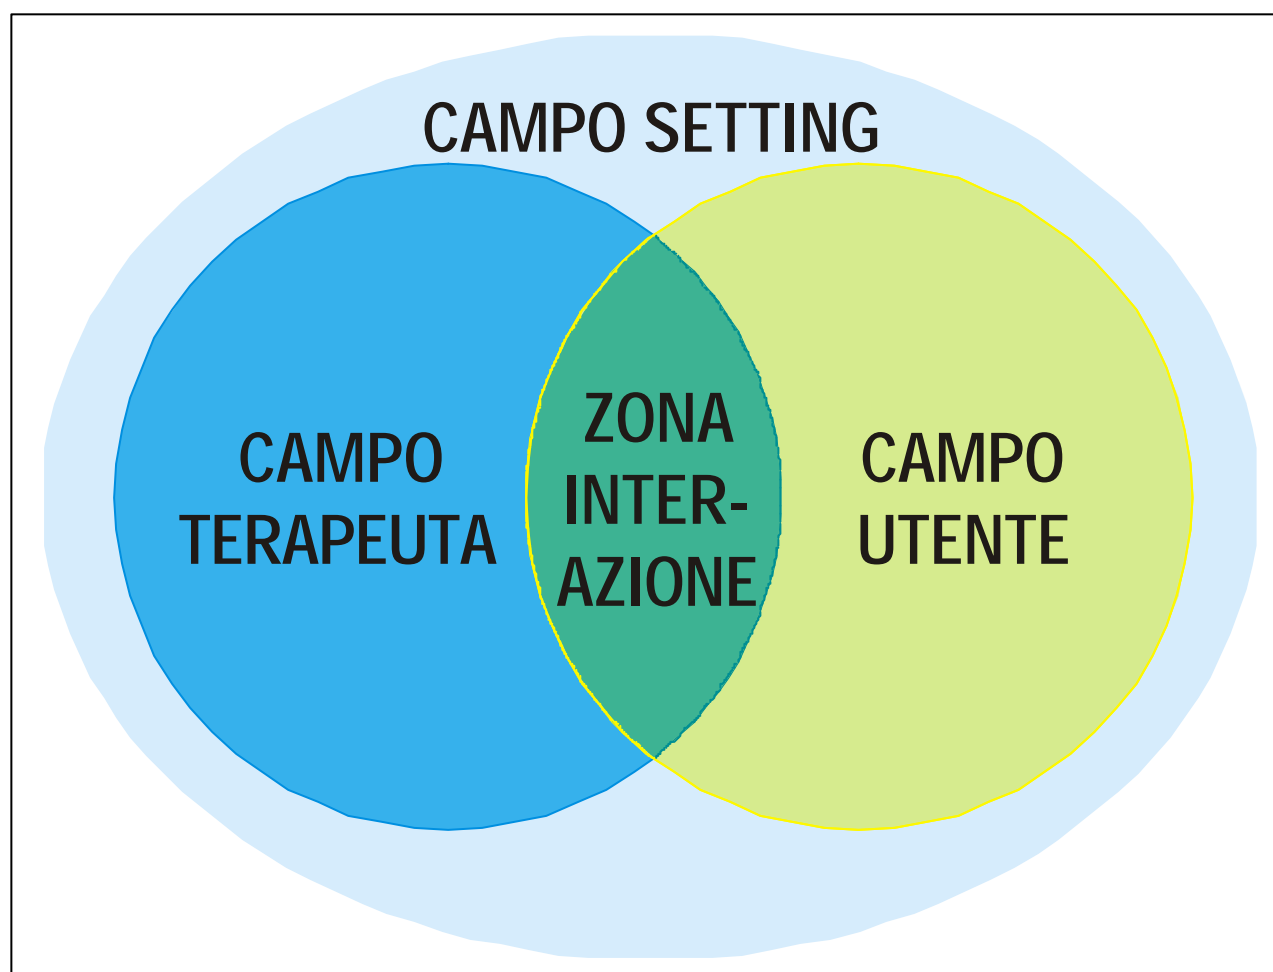 CAMPO SETTING
CAMPO
TERAPEUTA
ZONA
INTER-
AZIONE
CAMPO
UTENTE